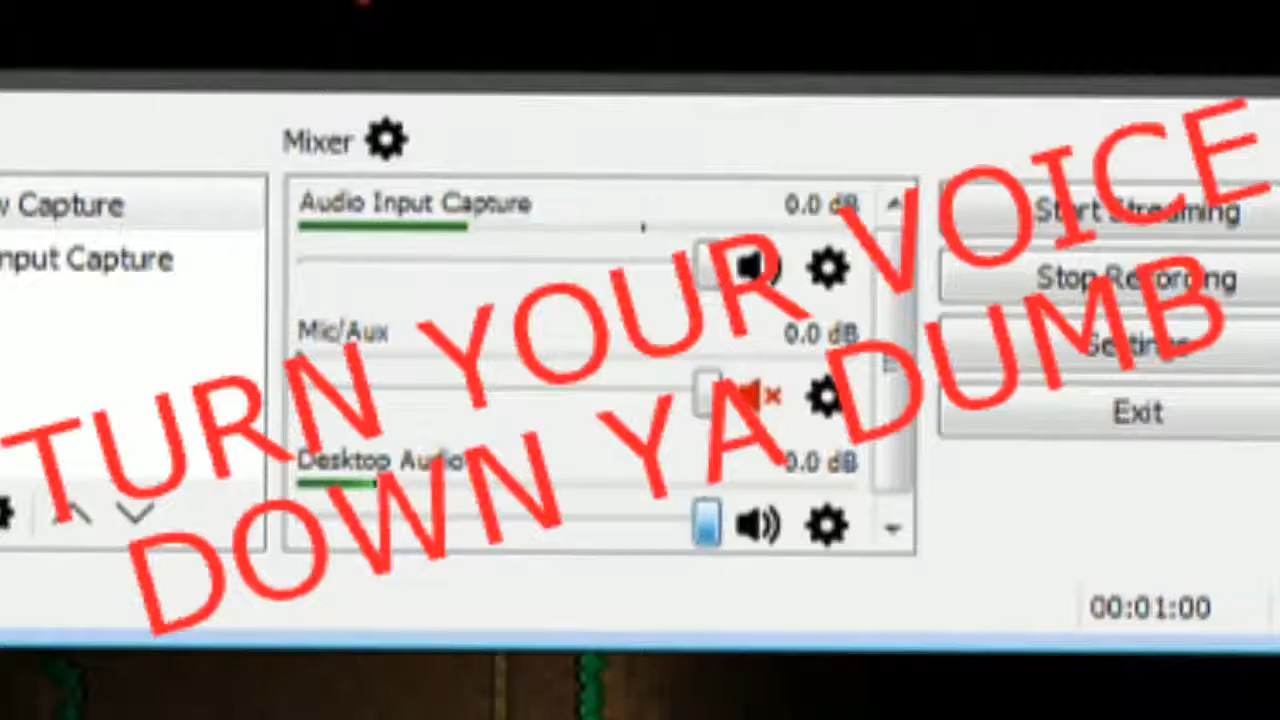 Mixer
w Capture
Audio Input Capture 0.0 dB
Start Streaming
nput Capture
Stop Recording
Mic/Aux 0.0 dB
Settings
Exit
Desktop Audio 0.0 dB
00:01:00
TURN YOUR VOICE
DOWN YA DUMB